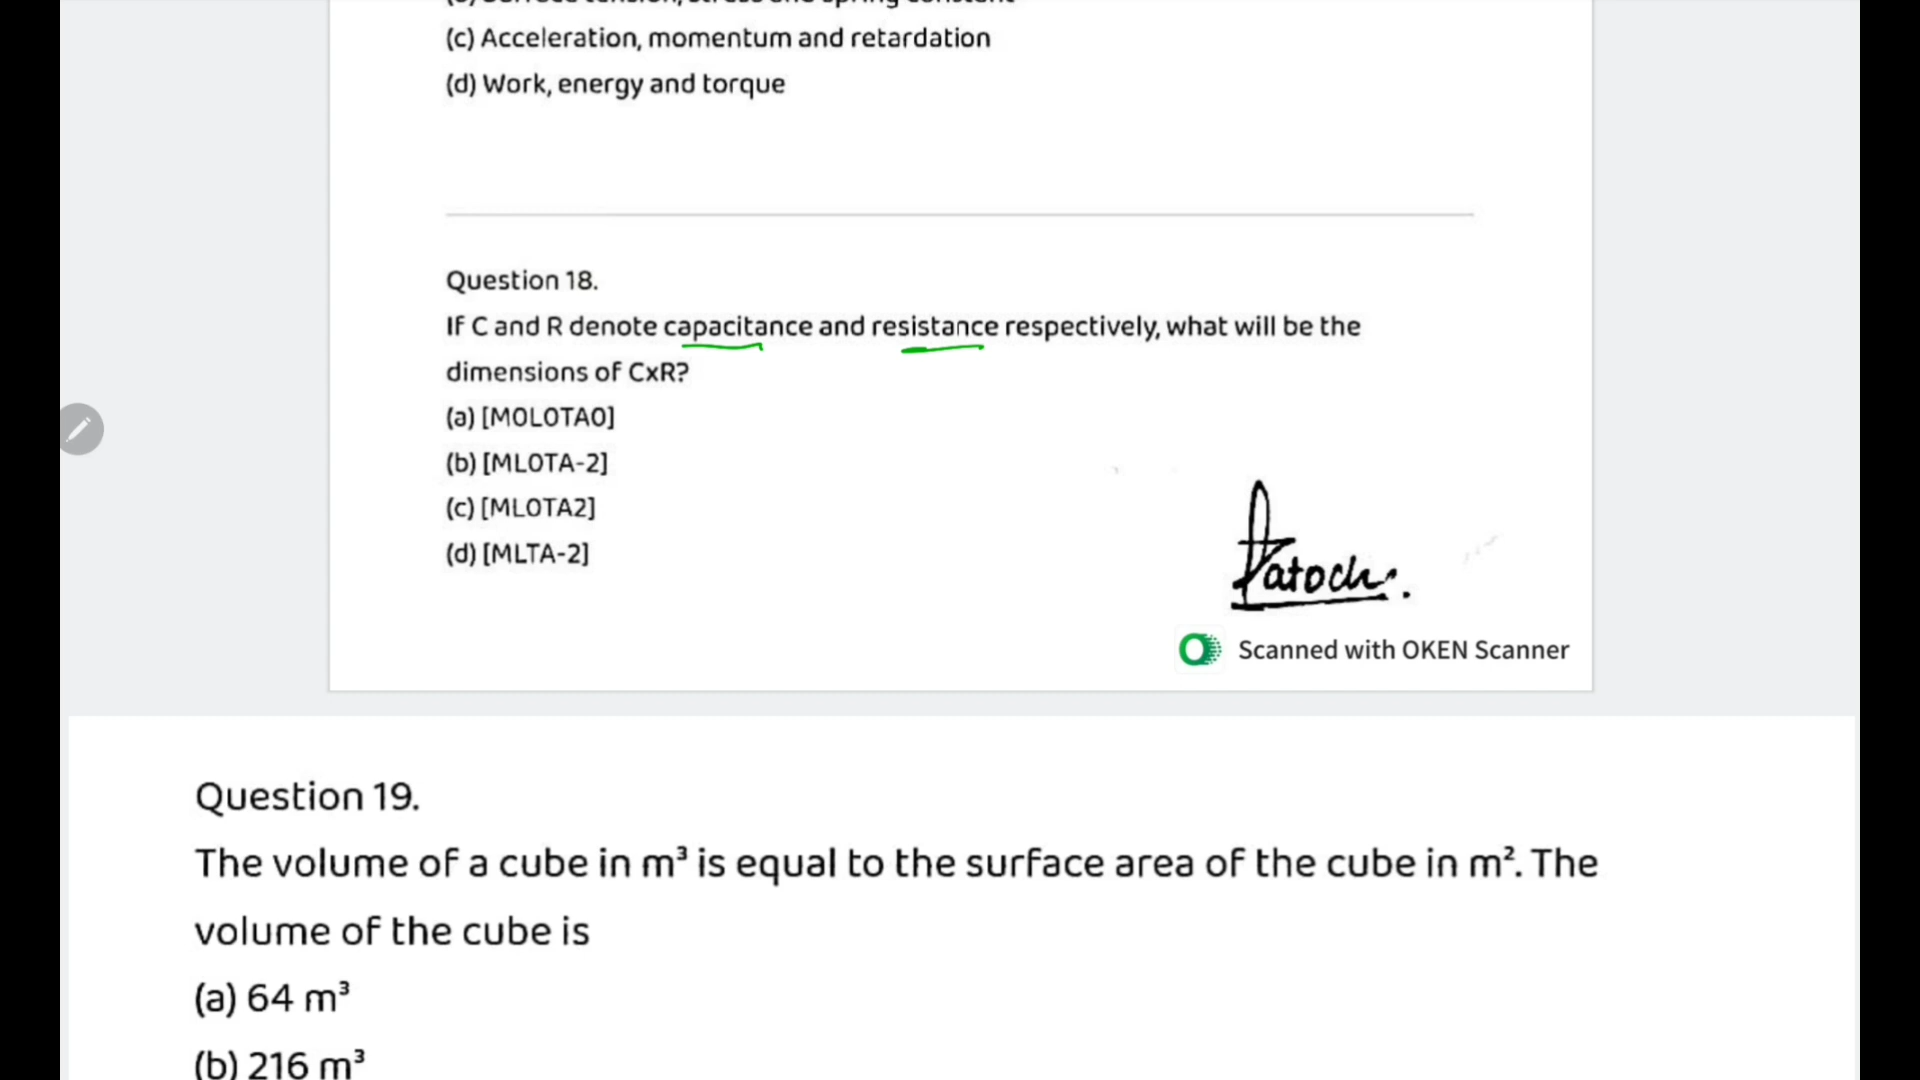 (c) Acceleration, momentum and retardation
(d) Work, energy and torque
Question 18.
If C and R denote capacitance and resistance respectively, what will be the
dimensions of CxR?
(a) [M0L0TA0]
(b) [ML0TA-2]
(c) [ML0TA2]
(d) [MLTA-2]
Patoch.
Scanned with OKEN Scanner
Question 19.
The volume of a cube in m³ is equal to the surface area of the cube in m². The
volume of the cube is
(a) 64 m³
(b) 216 m³